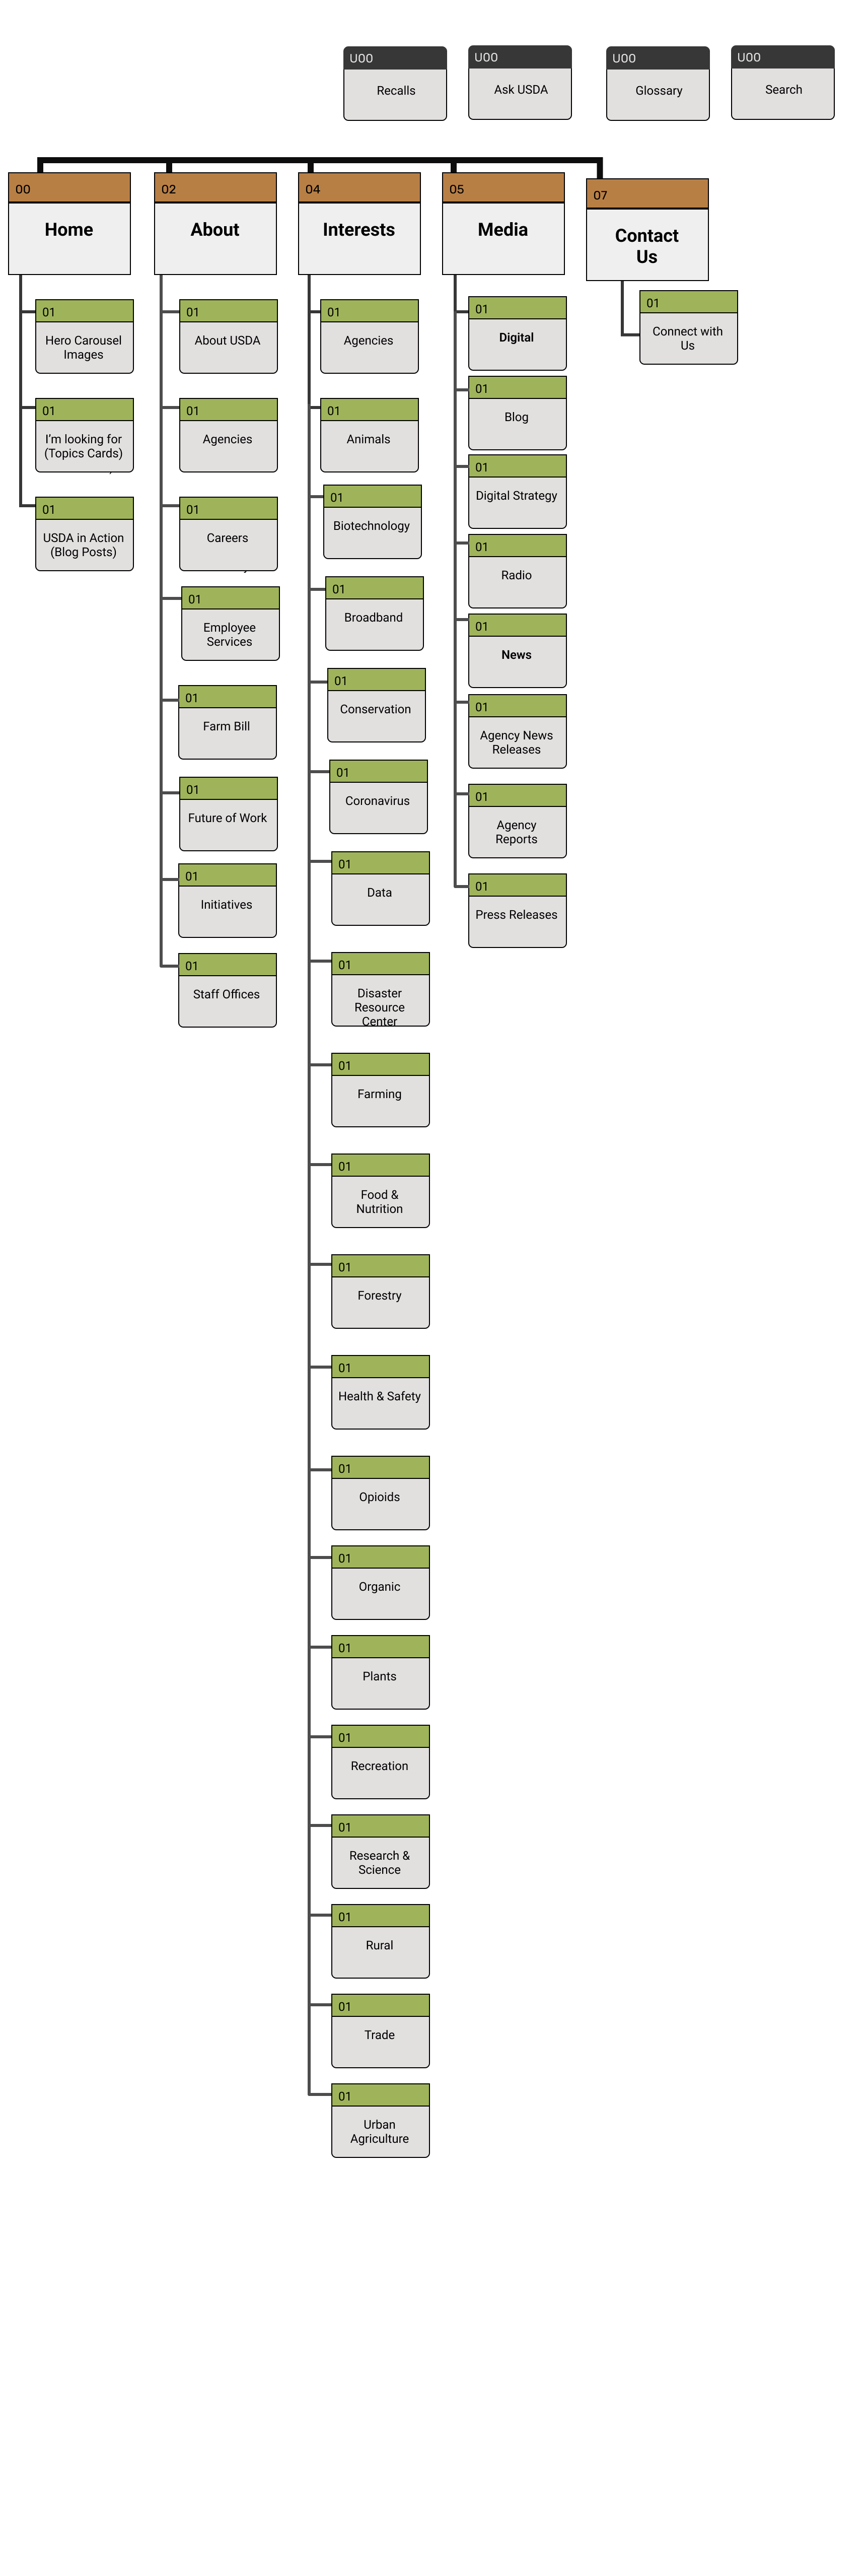 U00
Recalls
U00
Ask USDA
U00
Glossary
U00
Search
00
Home
01
Hero Carousel
Images
01
I'm looking for
(Topics Cards)
01
USDA in Action
(Blog Posts)
02
About
01
About USDA
01
Agencies
01
Careers
01
Employee
Services
01
Farm Bill
01
Future of Work
01
Initiatives
01
Staff Offices
04
Interests
01
Agencies
01
Animals
01
Biotechnology
01
Broadband
01
Conservation
01
Coronavirus
01
Data
01
Disaster
Resource
Center
01
Farming
01
Food &
Nutrition
01
Forestry
01
Health & Safety
01
Opioids
01
Organic
01
Plants
01
Recreation
01
Research &
Science
01
Rural
01
Trade
01
Urban
Agriculture
05
Media
01
Digital
01
Blog
01
Digital Strategy
01
Radio
01
News
01
Agency News
Releases
01
Agency
Reports
01
Press Releases
07
Contact
Us
01
Connect with
Us